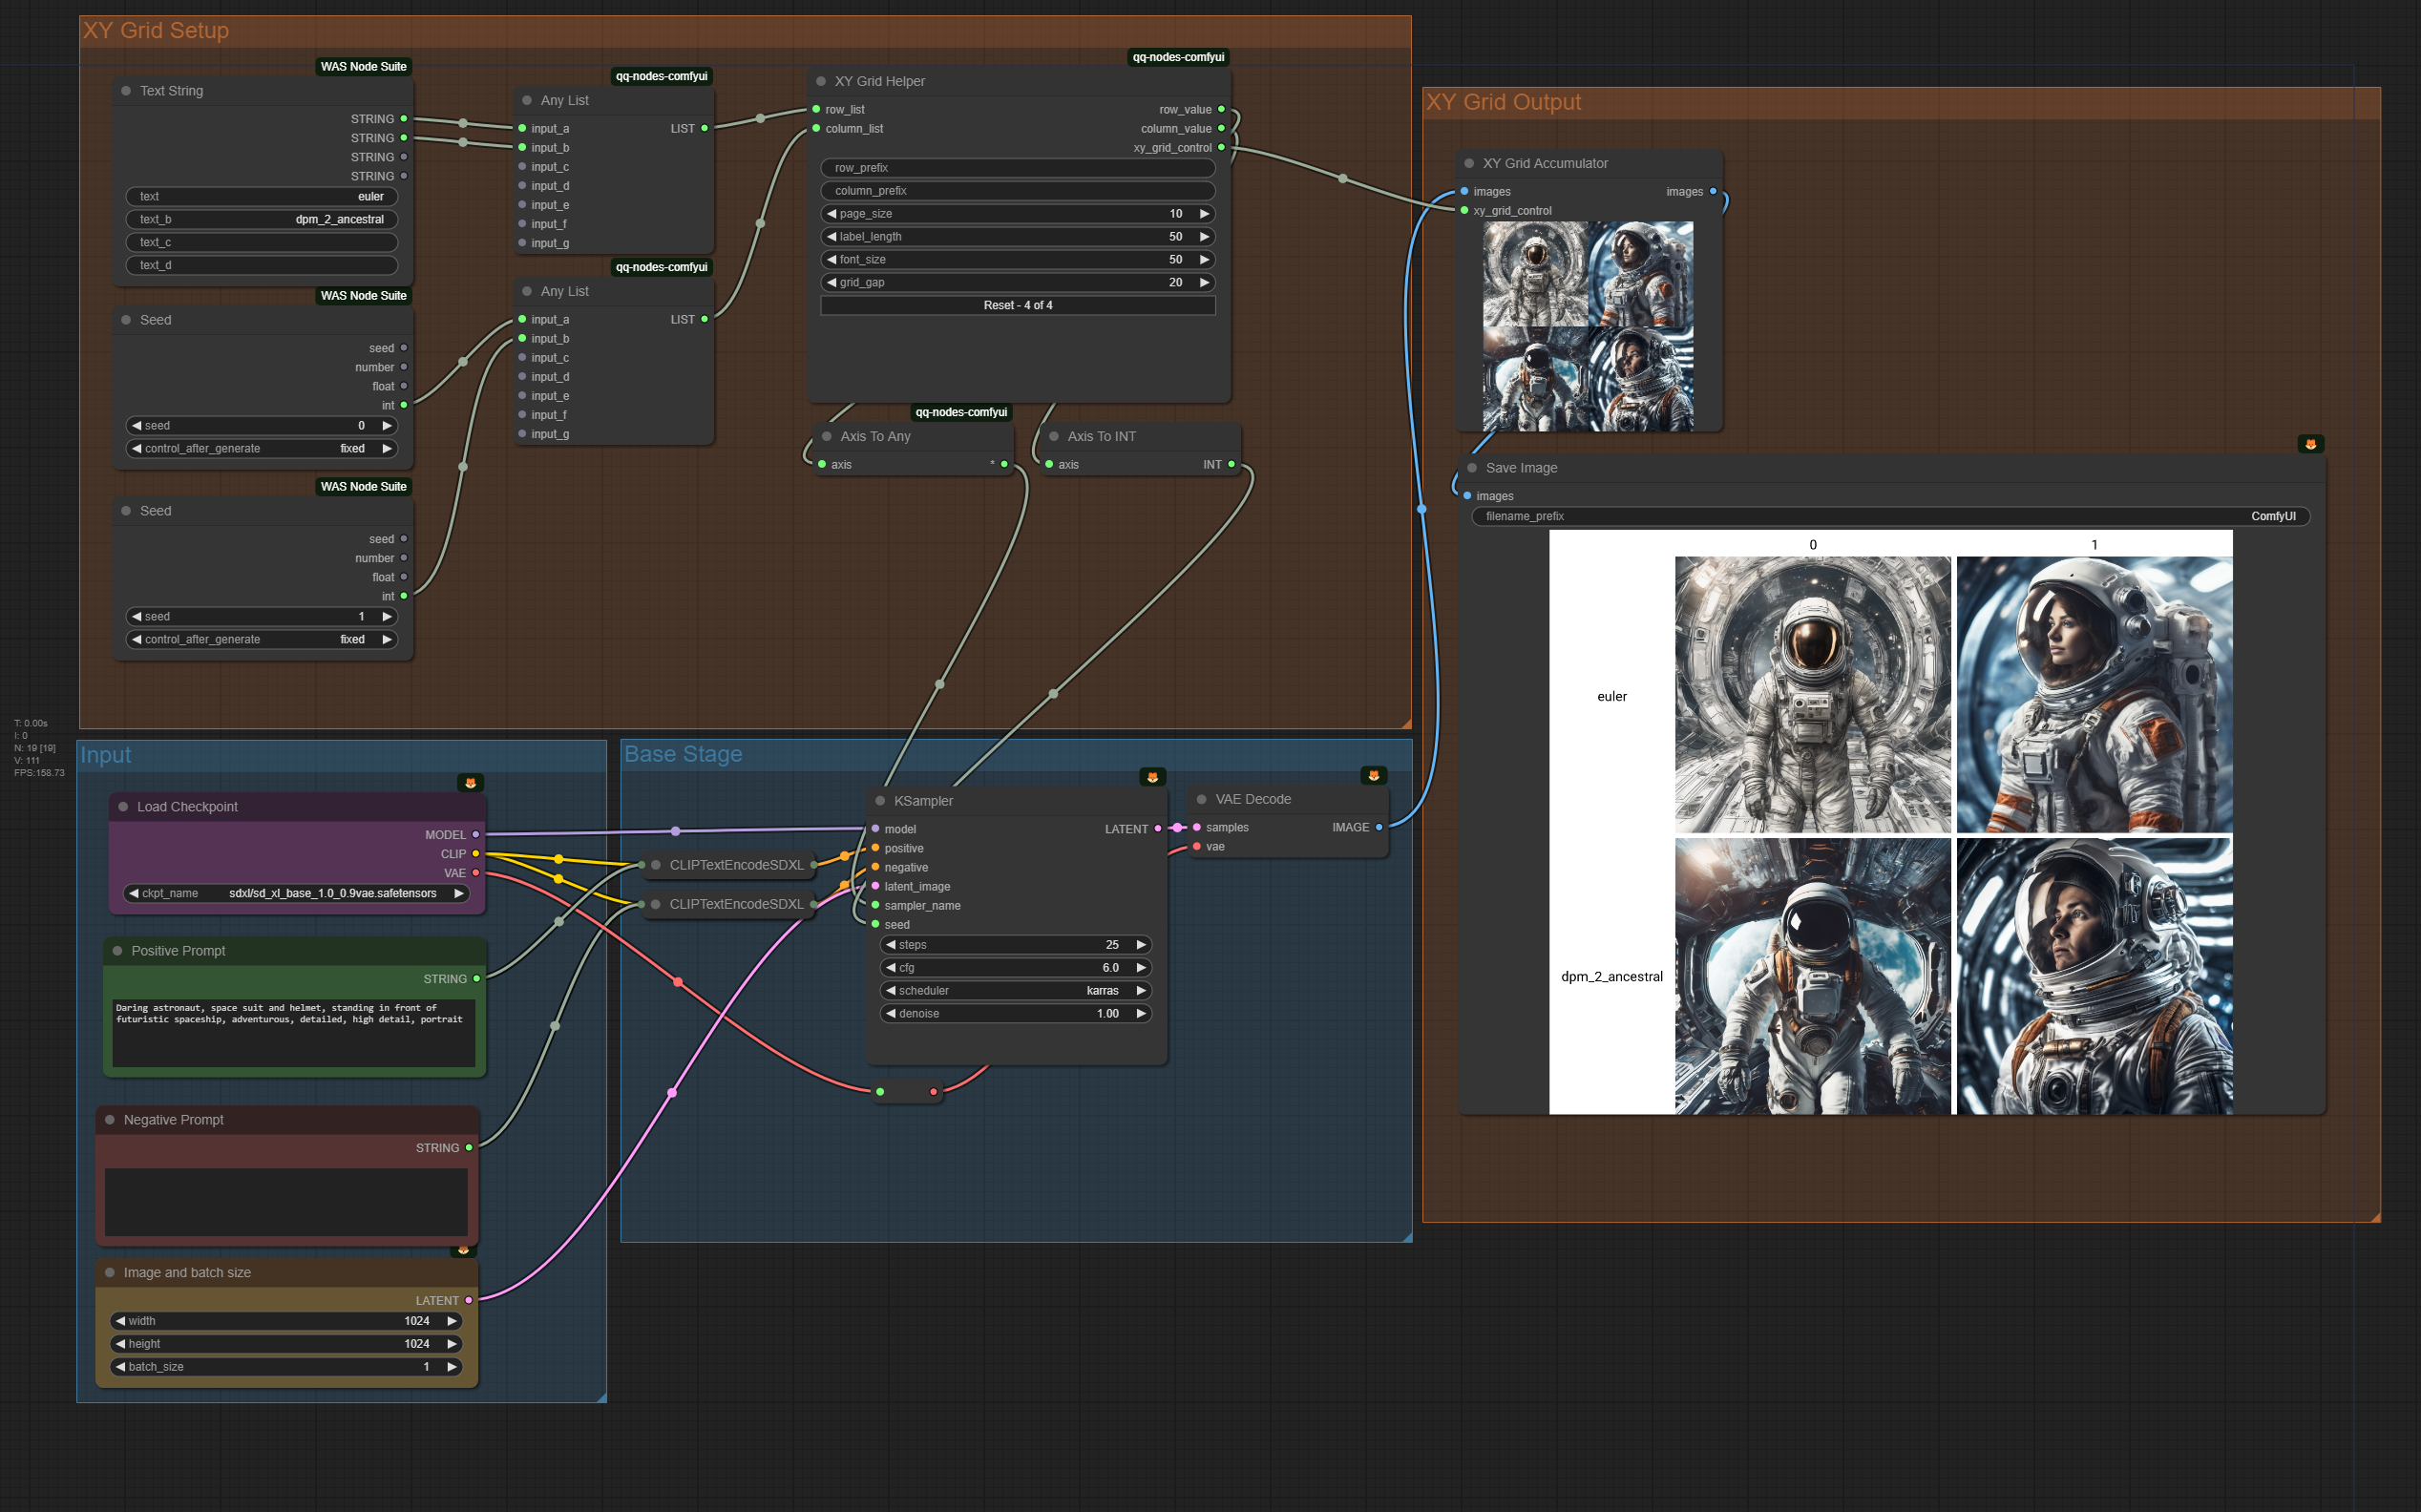 XY Grid Setup
WAS Node Suite
Text String
STRING
STRING
STRING
STRING
text euler
text_b dpm_2_ancestral
text_c
text_d
WAS Node Suite
Seed
seed
number
float
int
seed 0
control_after_generate fixed
WAS Node Suite
Seed
seed
number
float
int
seed 1
control_after_generate fixed
qq-nodes-comfyui
Any List
input_a LIST
input_b
input_c
input_d
input_e
input_f
input_g
qq-nodes-comfyui
Any List
input_a LIST
input_b
input_c
input_d
input_e
input_f
input_g
qq-nodes-comfyui
XY Grid Helper
row_list row_value
column_list column_value
xy_grid_control
row_prefix
column_prefix
page_size 10
label_length 50
font_size 50
grid_gap 20
Reset - 4 of 4
qq-nodes-comfyui
Axis To Any
axis *
Axis To INT
axis INT
XY Grid Output
XY Grid Accumulator
images images
xy_grid_control
Save Image
images
filename_prefix ComfyUI
0 1
euler
dpm_2_ancestral
T: 0.00s
I: 0
N: 19 [19]
V: 111
FPS:158.73
Input
Load Checkpoint
MODEL
CLIP
VAE
ckpt_name sdxl/sd_xl_base_1.0_0.9vae.safetensors
Positive Prompt
STRING
Daring astronaut, space suit and helmet, standing in front of
futuristic spaceship, adventurous, detailed, high detail, portrait
Negative Prompt
STRING
Image and batch size
LATENT
width 1024
height 1024
batch_size 1
Base Stage
CLIPTextEncodeSDXL
CLIPTextEncodeSDXL
KSampler
model LATENT
positive
negative
latent_image
sampler_name
seed
steps 25
cfg 6.0
scheduler karras
denoise 1.00
VAE Decode
samples IMAGE
vae